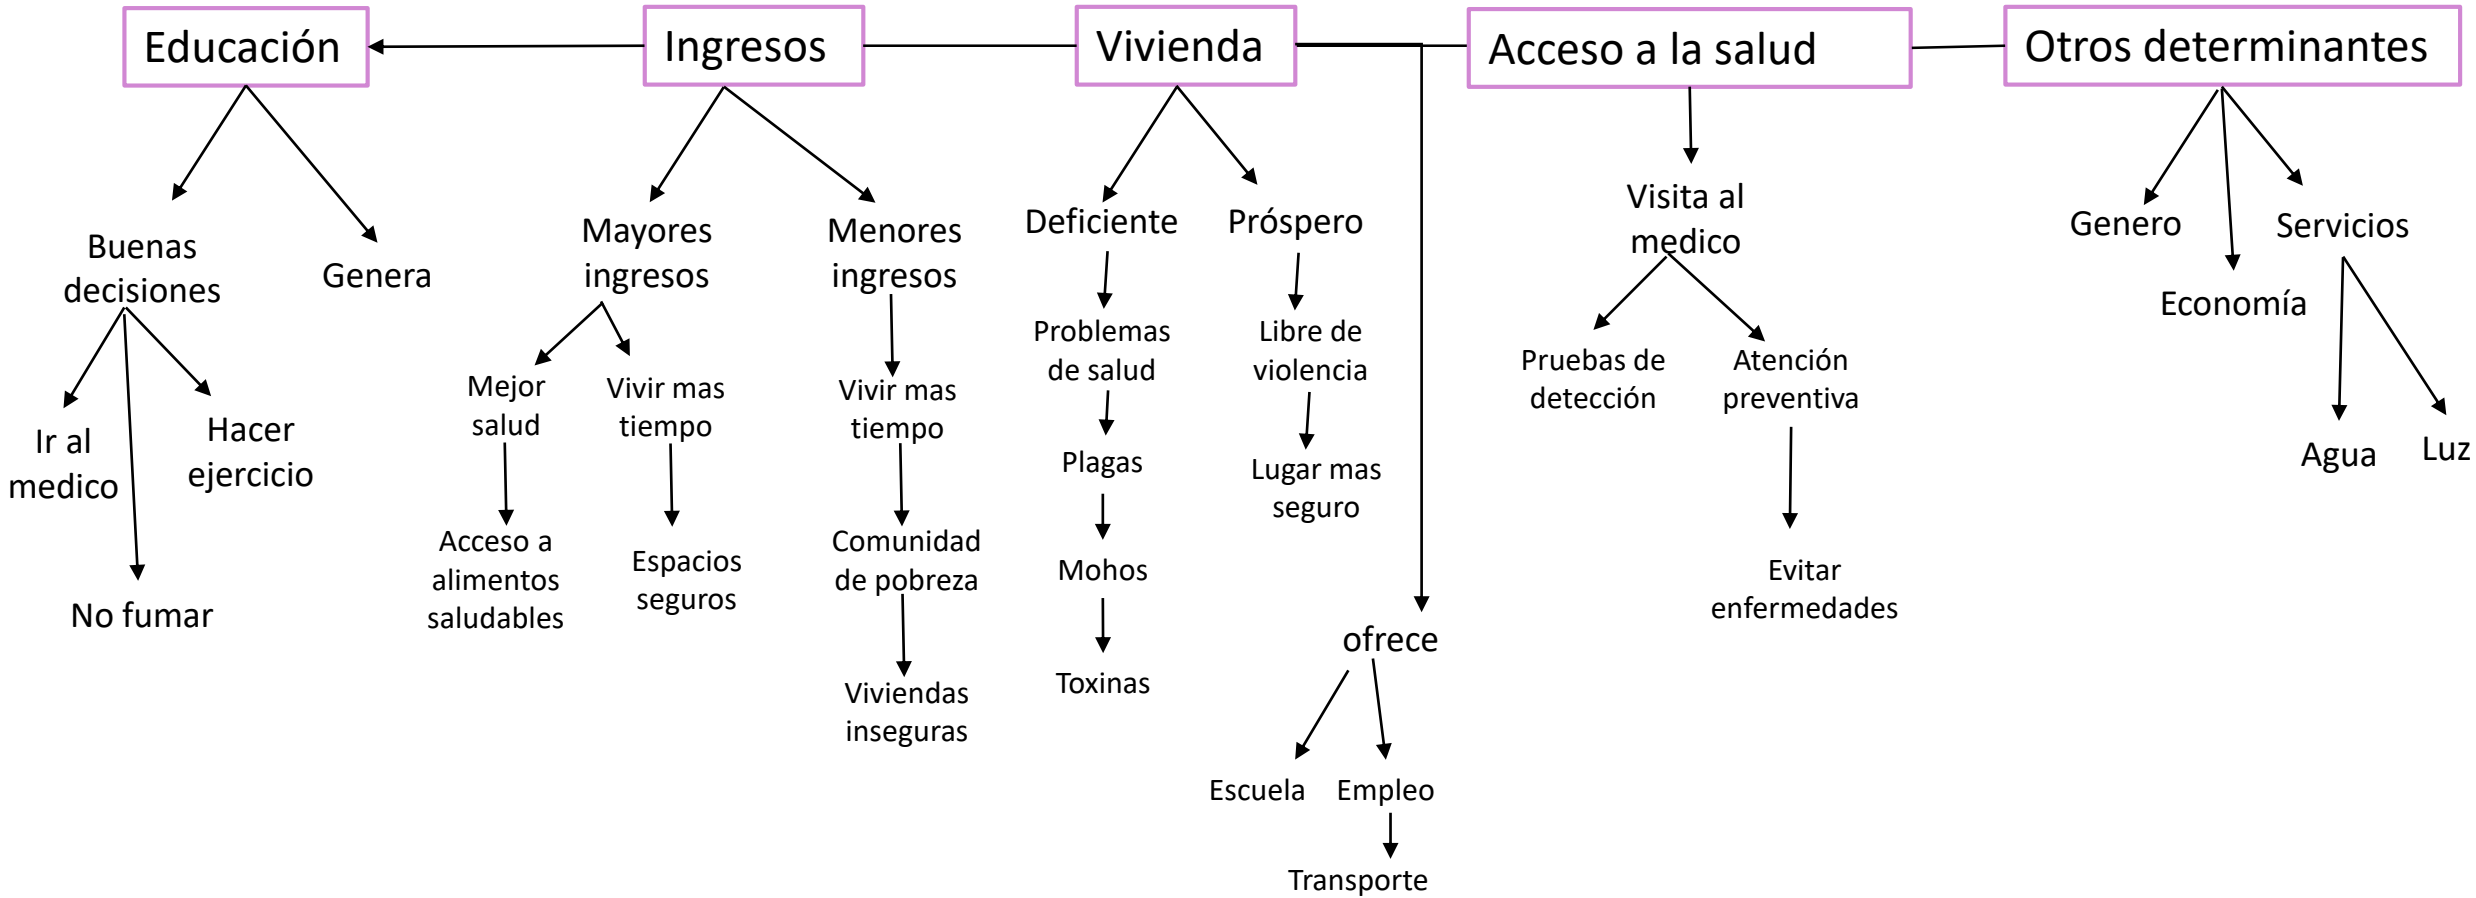 Educación
Ingresos
Vivienda
Acceso a la salud
Otros determinantes
Buenas
decisiones
Genera
Ir al
medico
Hacer
ejercicio
No fumar
Mayores
ingresos
Menores
ingresos
Mejor
salud
Vivir mas
tiempo
Acceso a
alimentos
saludables
Espacios
seguros
Vivir mas
tiempo
Comunidad
de pobreza
Viviendas
inseguras
Deficiente
Próspero
Problemas
de salud
Plagas
Mohos
Toxinas
Libre de
violencia
Lugar mas
seguro
ofrece
Escuela
Empleo
Transporte
Visita al
medico
Pruebas de
detección
Atención
preventiva
Evitar
enfermedades
Genero
Economía
Servicios
Agua
Luz